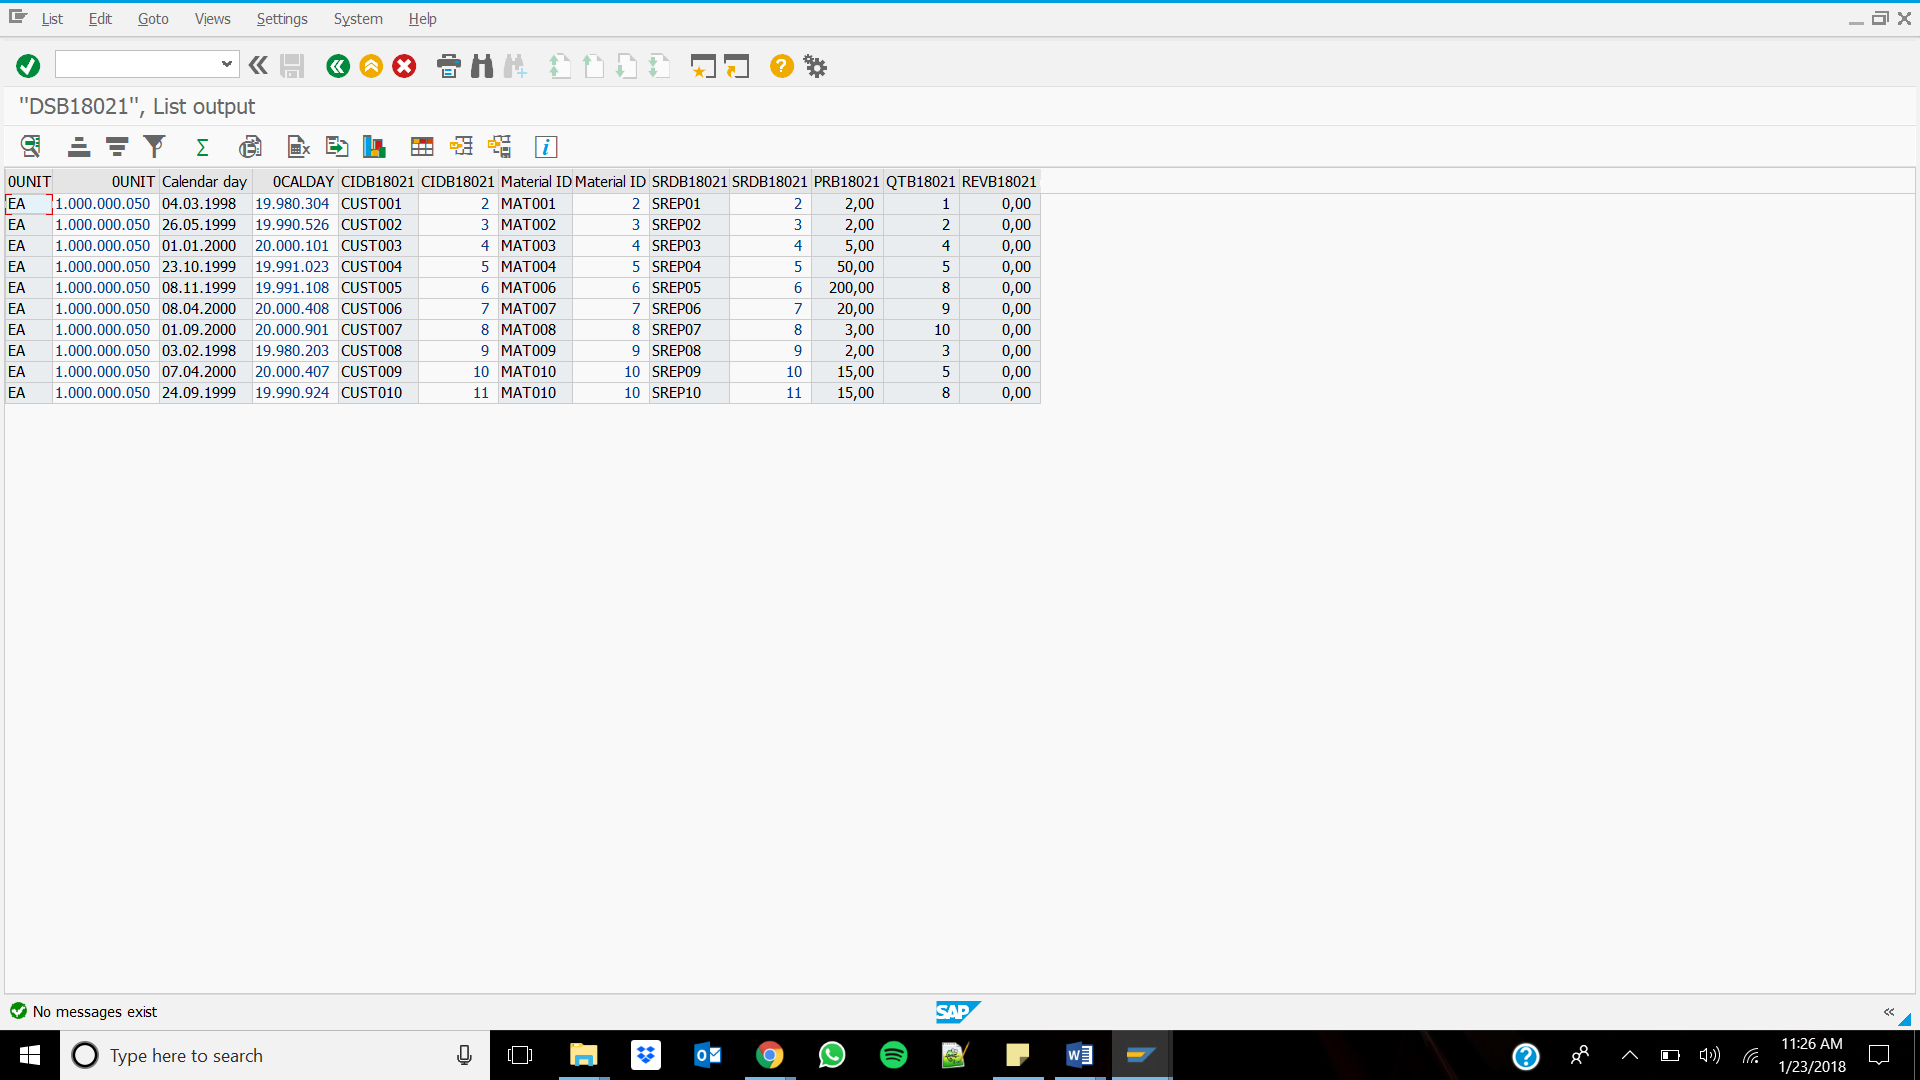 List Edit Goto Views Settings System Help
"DSB18021", List output
0UNIT 0UNIT Calendar day 0CALDAY CIDB18021 CIDB18021 Material ID Material ID SRDB18021 SRDB18021 PRB18021 QTB18021 REVB18021
EA 1.000.000.050 04.03.1998 19.980.304 CUST001 2 MAT001 2 SREP01 2 2,00 1 0,00
EA 1.000.000.050 26.05.1999 19.990.526 CUST002 3 MAT002 3 SREP02 3 2,00 2 0,00
EA 1.000.000.050 01.01.2000 20.000.101 CUST003 4 MAT003 4 SREP03 4 5,00 4 0,00
EA 1.000.000.050 23.10.1999 19.991.023 CUST004 5 MAT004 5 SREP04 5 50,00 5 0,00
EA 1.000.000.050 08.11.1999 19.991.108 CUST005 6 MAT006 6 SREP05 6 200,00 8 0,00
EA 1.000.000.050 08.04.2000 20.000.408 CUST006 7 MAT007 7 SREP06 7 20,00 9 0,00
EA 1.000.000.050 01.09.2000 20.000.901 CUST007 8 MAT008 8 SREP07 8 3,00 10 0,00
EA 1.000.000.050 03.02.1998 19.980.203 CUST008 9 MAT009 9 SREP08 9 2,00 3 0,00
EA 1.000.000.050 07.04.2000 20.000.407 CUST009 10 MAT010 10 SREP09 10 15,00 5 0,00
EA 1.000.000.050 24.09.1999 19.990.924 CUST010 11 MAT010 10 SREP10 11 15,00 8 0,00
No messages exist
SAP
Type here to search
11:26 AM
1/23/2018